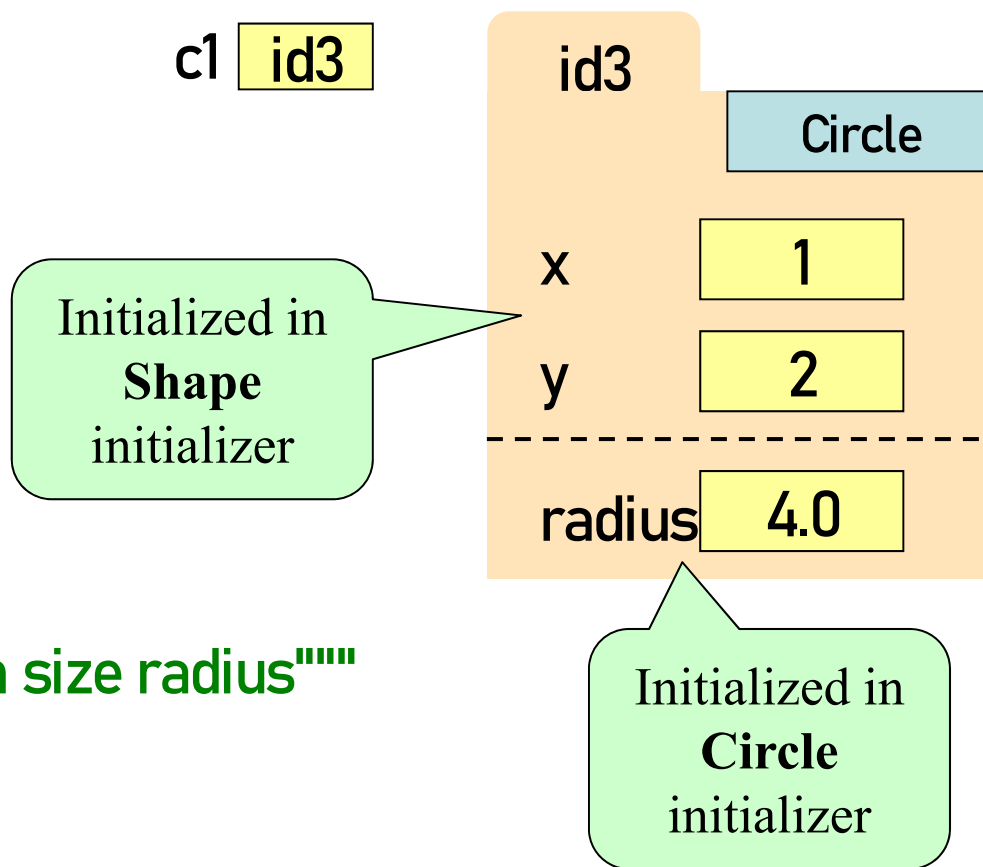 c1 id3
id3
Circle
x 1
Initialized in
Shape
initializer
y 2
radius 4.0
size radius"""
Initialized in
Circle
initializer